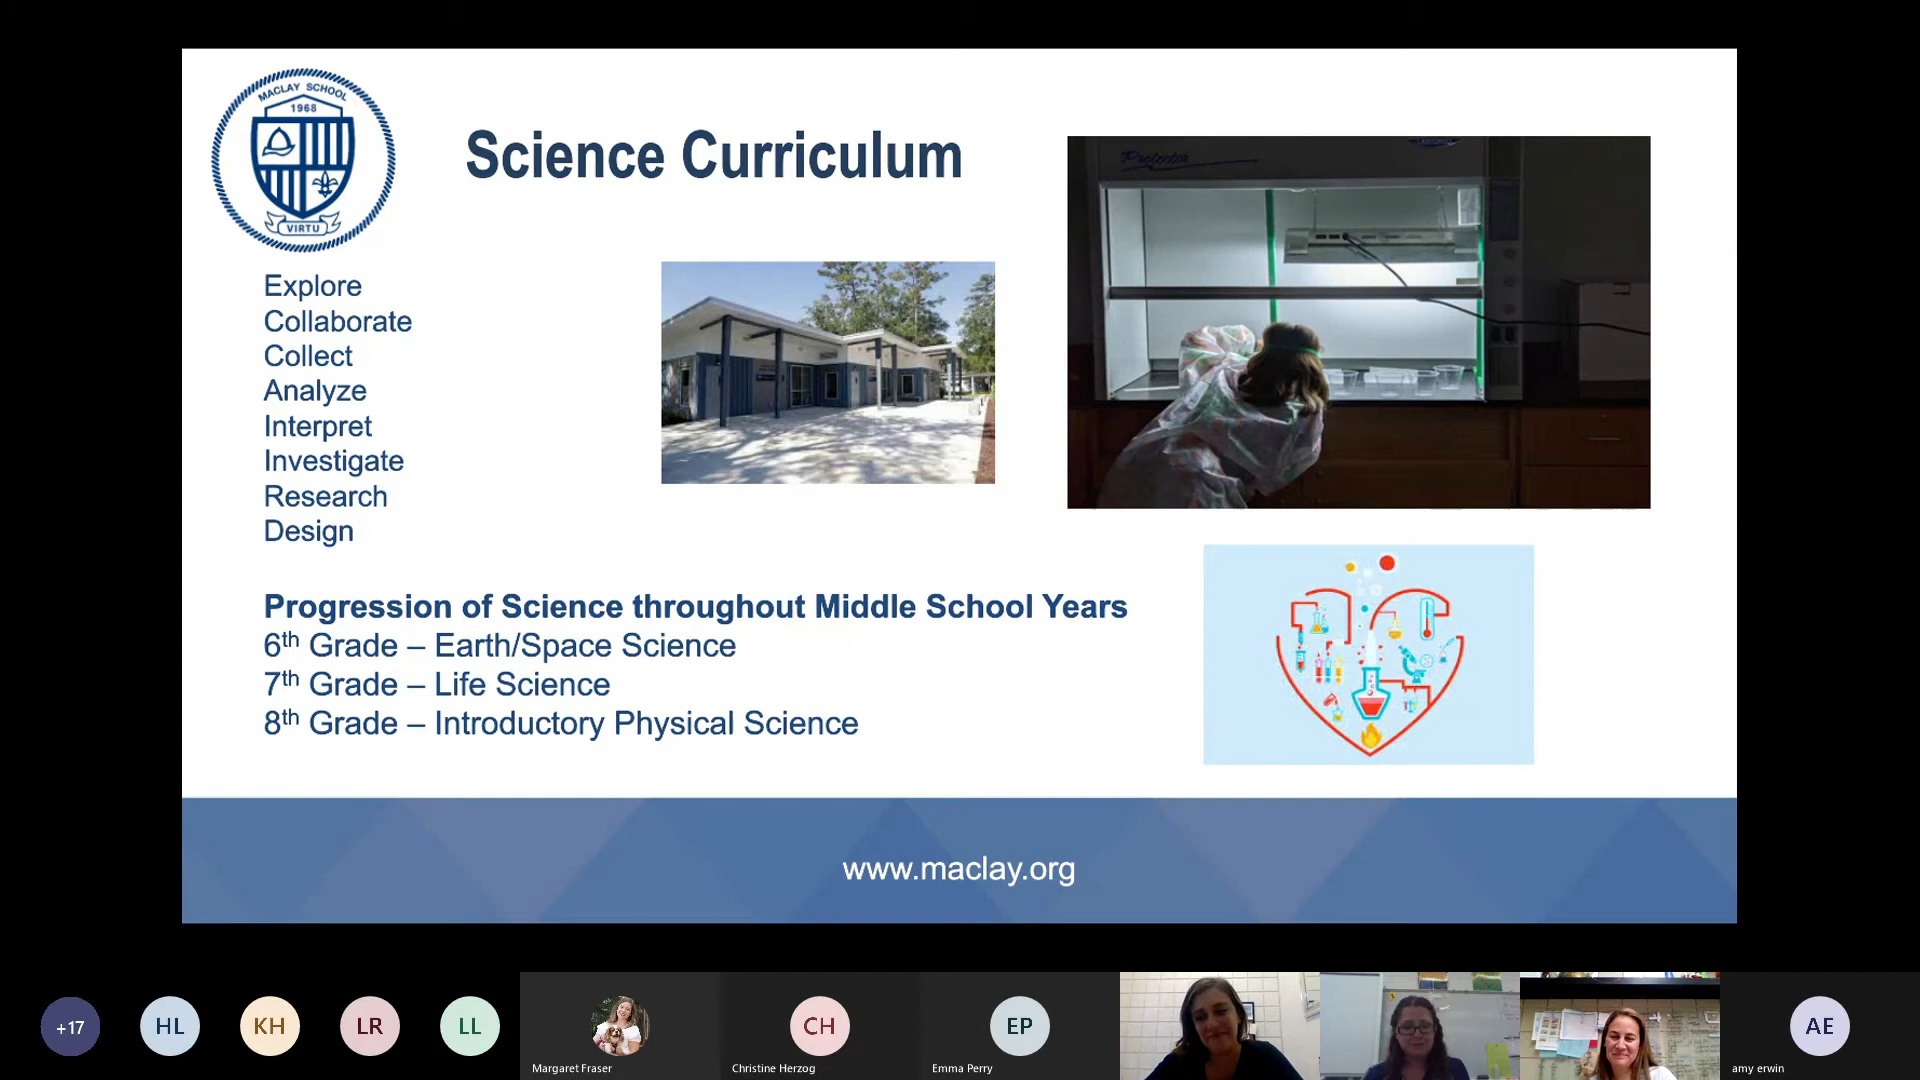 MACLAY SCHOOL
1968
VIRTU
Science Curriculum
Protector
Explore
Collaborate
Collect
Analyze
Interpret
Investigate
Research
Design
Progression of Science throughout Middle School Years
6th Grade – Earth/Space Science
7th Grade – Life Science
8th Grade – Introductory Physical Science
www.maclay.org
+17
HL
KH
LR
LL
Margaret Fraser
CH
Christine Herzog
EP
Emma Perry
AE
amy erwin